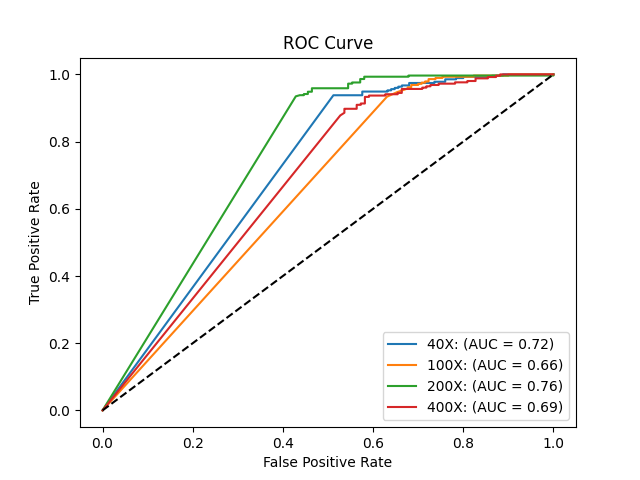 ROC Curve
True Positive Rate
1.0
0.8
0.6
0.4
0.2
0.0
0.0 0.2 0.4 0.6 0.8 1.0
False Positive Rate
40X: (AUC = 0.72)
100X: (AUC = 0.66)
200X: (AUC = 0.76)
400X: (AUC = 0.69)